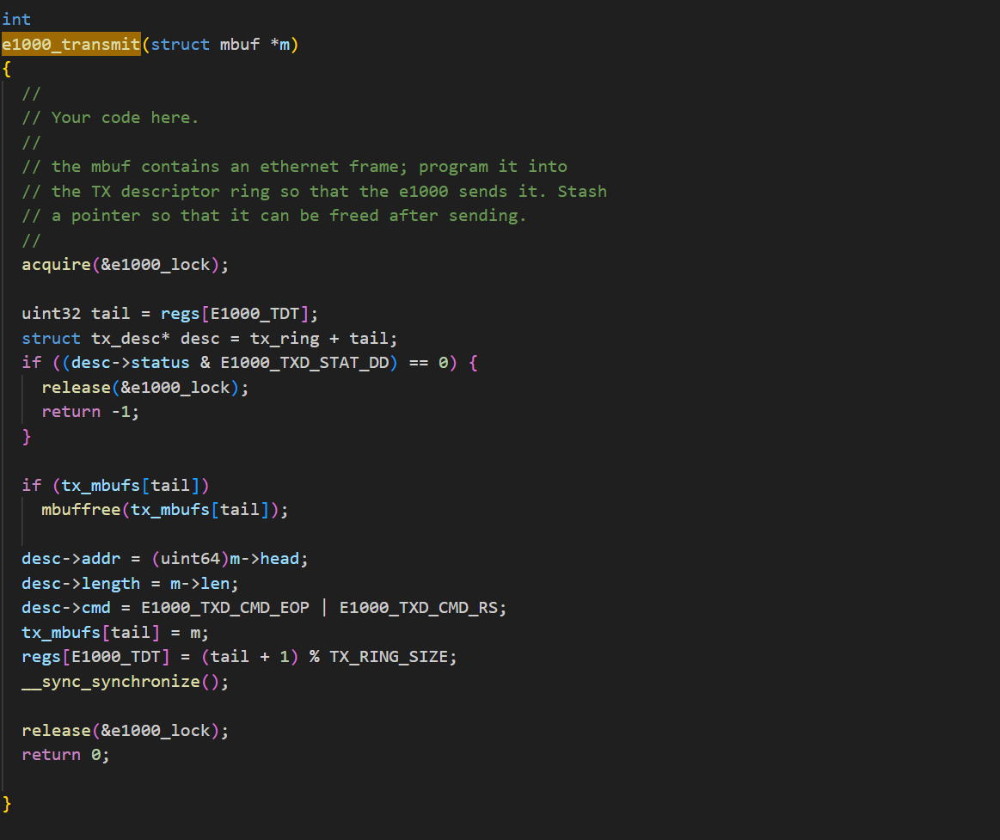 int
e1000_transmit(struct mbuf *m)
{
  //
  // Your code here.
  //
  // the mbuf contains an ethernet frame; program it into
  // the TX descriptor ring so that the e1000 sends it. Stash
  // a pointer so that it can be freed after sending.
  //
  acquire(&e1000_lock);
  uint32 tail = regs[E1000_TDT];
  struct tx_desc* desc = tx_ring + tail;
  if ((desc->status & E1000_TXD_STAT_DD) == 0) {
    release(&e1000_lock);
    return -1;
  }
  if (tx_mbufs[tail])
    mbuffree(tx_mbufs[tail]);
  desc->addr = (uint64)m->head;
  desc->length = m->len;
  desc->cmd = E1000_TXD_CMD_EOP | E1000_TXD_CMD_RS;
  tx_mbufs[tail] = m;
  regs[E1000_TDT] = (tail + 1) % TX_RING_SIZE;
  __sync_synchronize();
  release(&e1000_lock);
  return 0;
}